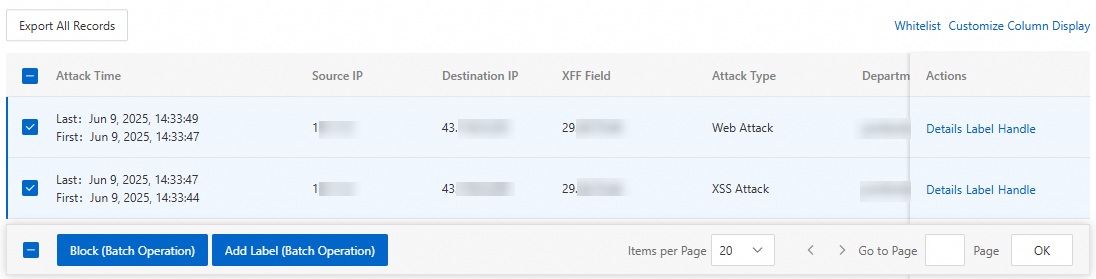 Export All Records
Whitelist Customize Column Display
Attack Time Source IP Destination IP XFF Field Attack Type Departm Actions
Last: Jun 9, 2025, 14:33:49
First: Jun 9, 2025, 14:33:47
1 43. 29. Web Attack Details Label Handle
Last: Jun 9, 2025, 14:33:47
First: Jun 9, 2025, 14:33:44
1 43 29. XSS Attack Details Label Handle
Block (Batch Operation) Add Label (Batch Operation) Items per Page 20 Go to Page Page OK